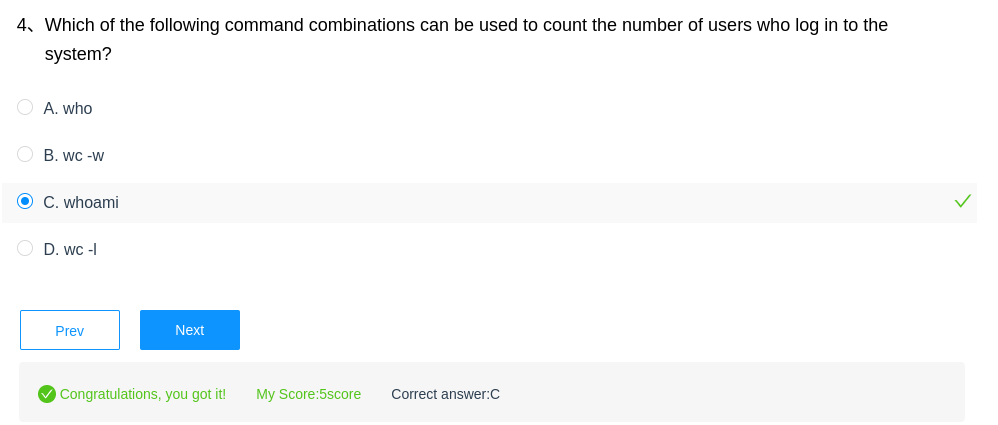 4、Which of the following command combinations can be used to count the number of users who log in to the
system?
A. who
B. wc -w
C. whoami
D. wc -l
Prev
Next
Congratulations, you got it! My Score:5score Correct answer:C